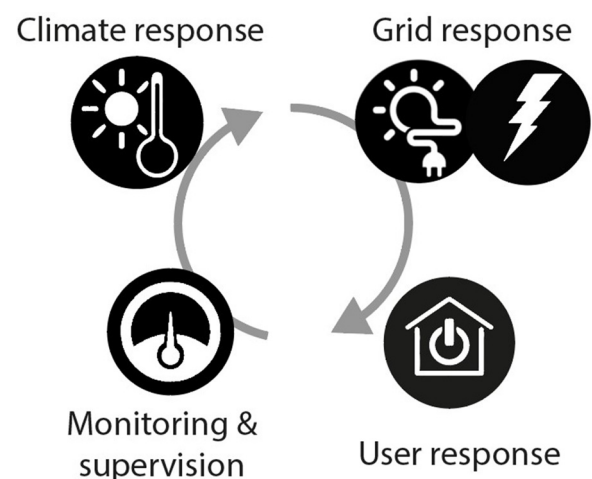 Climate response
Grid response
Monitoring &
supervision
User response